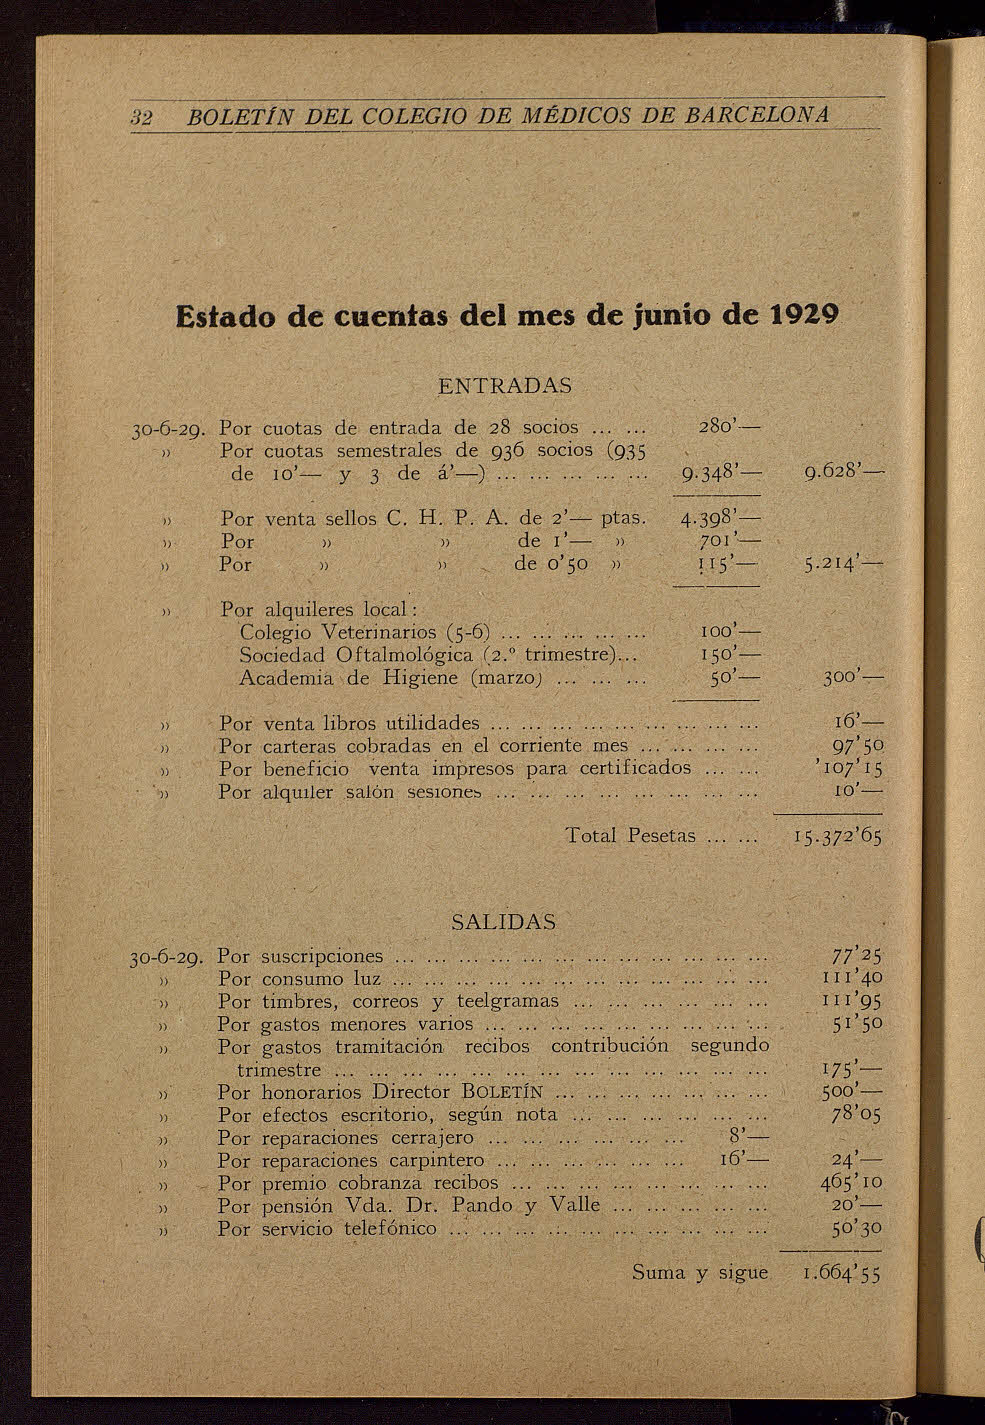 32 BOLETÍN DEL COLEGIO DE MÉDICOS DE BARCELONA
Estado de cuentas del mes de junio de 1929
ENTRADAS
30-6-29. Por cuotas de entrada de 28 socios ... ... 280'—
» Por cuotas semestrales de 936 socios (935
de 10'— y 3 de á'—) ... ... ... ... ... 9.348'— 9.628'—
» Por venta sellos C. H. P. A. de 2'— ptas. 4.398'—
» Por » » de 1'— » 701'—
» Por » » de 0'50 » 115'— 5.214'—
» Por alquileres local :
Colegio Veterinarios (5-6) ... ... ... ... ... 100'—
Sociedad Oftalmológica (2.º trimestre)... 150'—
Academia de Higiene (marzo) ... ... ... 50'— 300'—
» Por venta libros utilidades ... ... ... ... ... ... ... ... ... 16'—
» Por carteras cobradas en el corriente mes ... ... ... ... 97'50
» Por beneficio venta impresos para certificados ... ... '107'15
» Por alquiler salón sesiones ... ... ... ... ... ... ... ... 10'—
Total Pesetas ... ... 15.372'65
SALIDAS
30-6-29. Por suscripciones ... ... ... ... ... ... ... ... ... ... ... ... 77'25
» Por consumo luz ... ... ... ... ... ... ... ... ... ... ... ... 111'40
» Por timbres, correos y teelgramas ... ... ... ... ... ... 111'95
» Por gastos menores varios ... ... ... ... ... ... ... ... ... 51'50
» Por gastos tramitación recibos contribución segundo
trimestre ... ... ... ... ... ... ... ... ... ... ... ... ... 175'—
» Por honorarios Director BOLETÍN ... ... ... ... ... ... ... 500'—
» Por efectos escritorio, según nota ... ... ... ... ... ... 78'05
» Por reparaciones cerrajero ... ... ... ... ... ... 8'—
» Por reparaciones carpintero ... ... ... ... ... ... 16'— 24'—
» Por premio cobranza recibos ... ... ... ... ... ... ... ... 465'10
» Por pensión Vda. Dr. Pando y Valle ... ... ... ... ... 20'—
» Por servicio telefónico ... ... ... ... ... ... ... ... ... ... 50'30
Suma y sigue 1.664'55